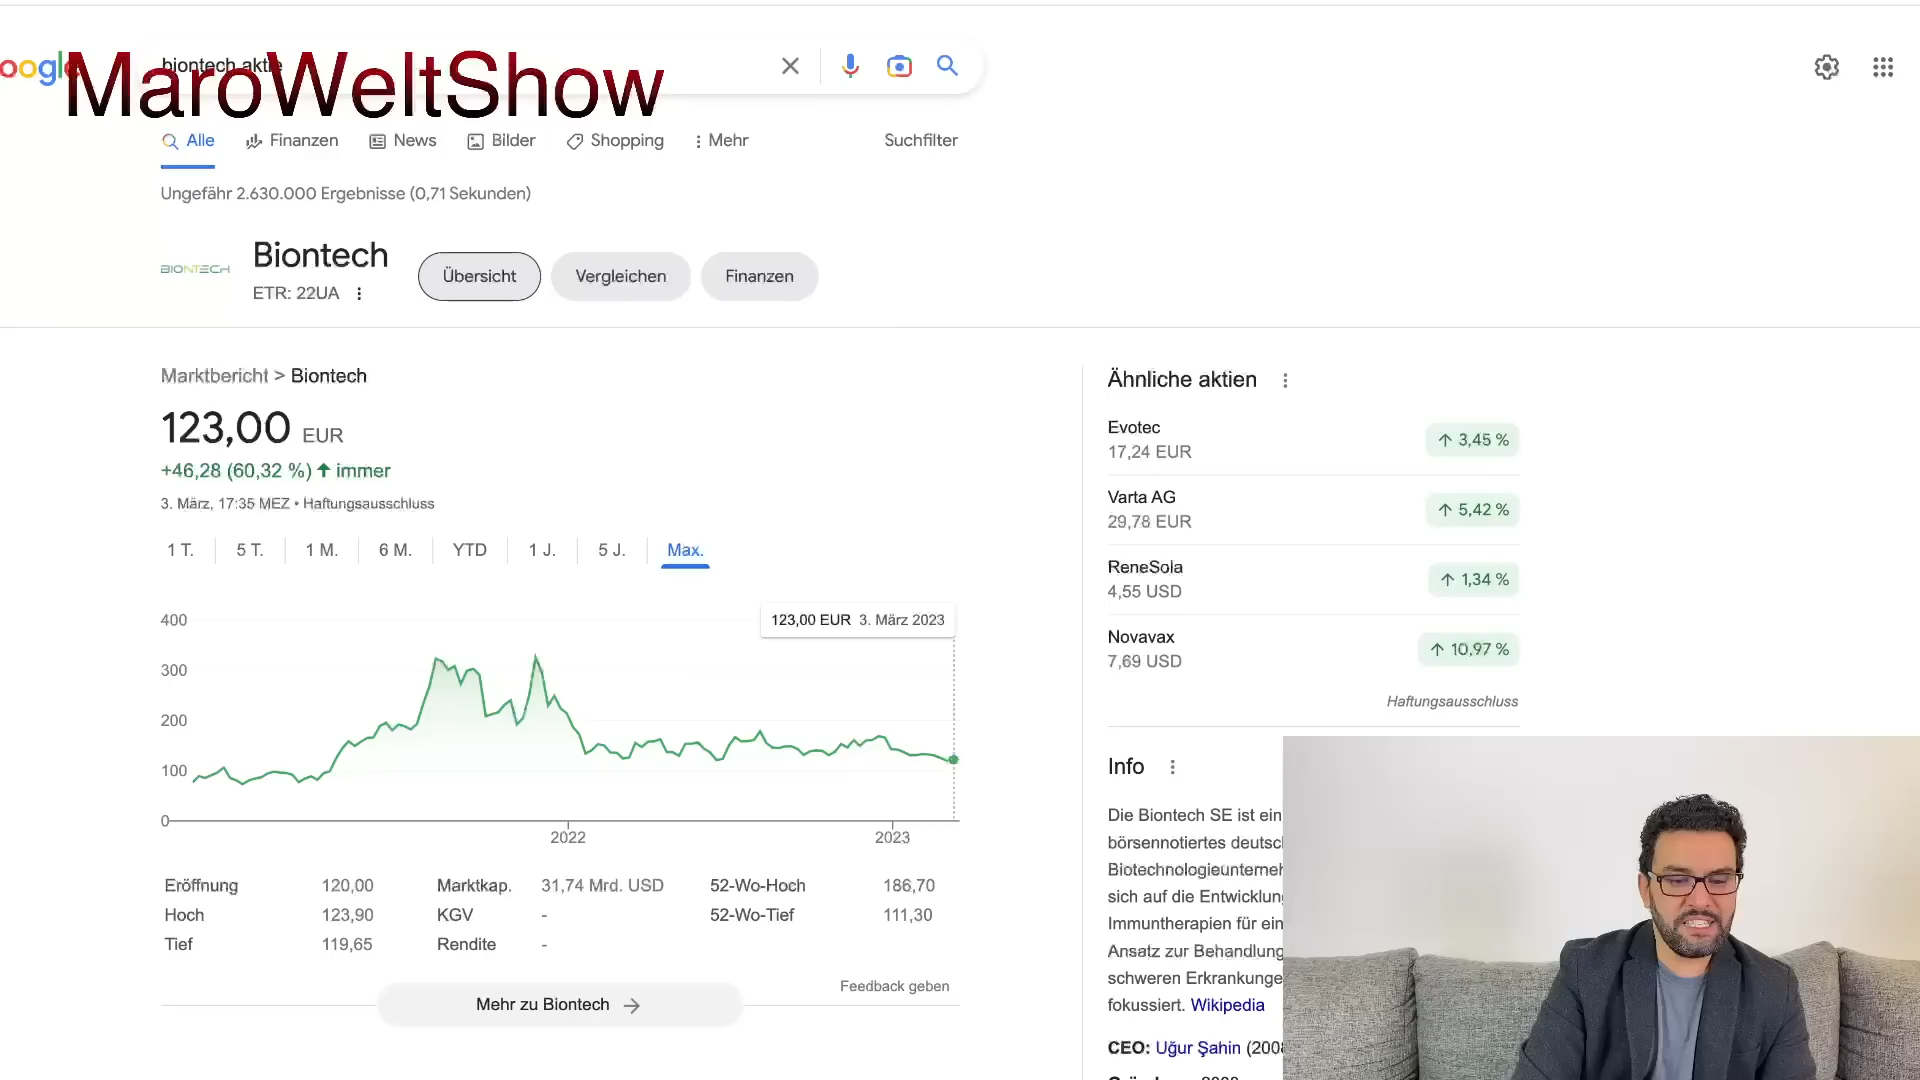 MaroWeltShow
biontech aktie
Alle Finanzen News Bilder Shopping Mehr Suchfilter
Ungefähr 2.630.000 Ergebnisse (0,71 Sekunden)
BIONTECH
Biontech
ETR: 22UA
Übersicht Vergleichen Finanzen
Marktbericht > Biontech
123,00 EUR
+46,28 (60,32 %) immer
3. März, 17:35 MEZ • Haftungsausschluss
1 T. 5 T. 1 M. 6 M. YTD 1 J. 5 J. Max.
123,00 EUR 3. März 2023
400
300
200
100
0
2022 2023
Eröffnung 120,00 Marktkap. 31,74 Mrd. USD 52-Wo-Hoch 186,70
Hoch 123,90 KGV - 52-Wo-Tief 111,30
Tief 119,65 Rendite -
Feedback geben
Mehr zu Biontech
Ähnliche aktien
Evotec
17,24 EUR
3,45 %
Varta AG
29,78 EUR
5,42 %
ReneSola
4,55 USD
1,34 %
Novavax
7,69 USD
10,97 %
Haftungsausschluss
Info
Die Biontech SE ist ein
börsennotiertes deutsc
Biotechnologieunterneh
sich auf die Entwicklun
Immuntherapien für ein
Ansatz zur Behandlung
schweren Erkrankunge
fokussiert. Wikipedia
CEO: Uğur Şahin (2008